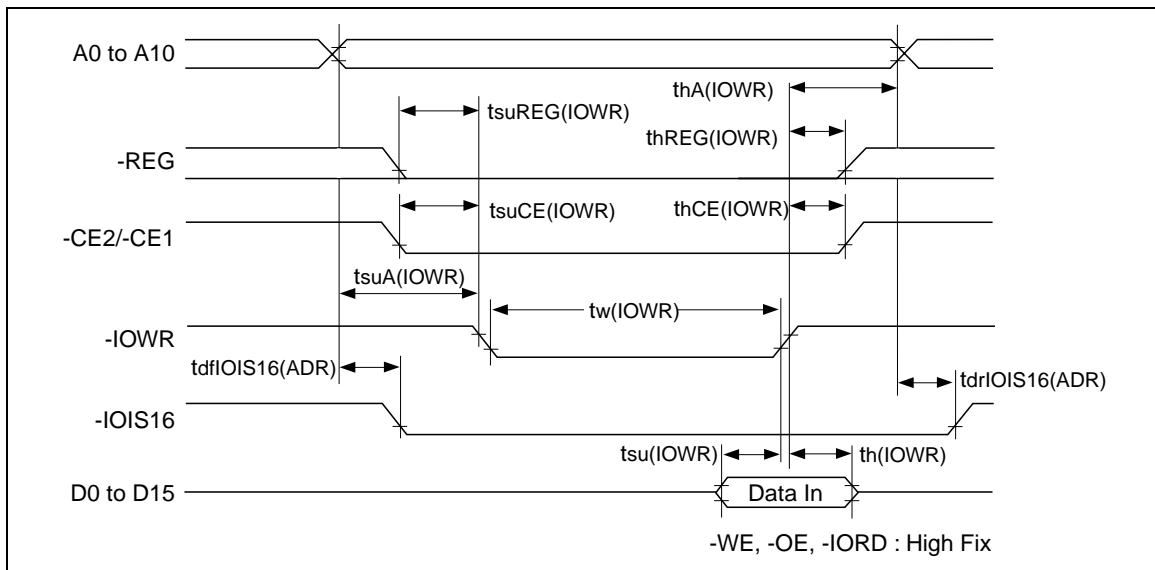 A0 to A10
thA(IOWR)
tsuREG(IOWR)
thREG(IOWR)
-REG
tsuCE(IOWR)
thCE(IOWR)
-CE2/-CE1
tsuA(IOWR)
tw(IOWR)
-IOWR
tdfIOIS16(ADR)
tdrIOIS16(ADR)
-IOIS16
tsu(IOWR)
th(IOWR)
D0 to D15
Data In
-WE, -OE, -IORD : High Fix